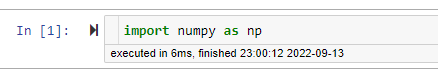 In [1]: import numpy as np
executed in 6ms, finished 23:00:12 2022-09-13